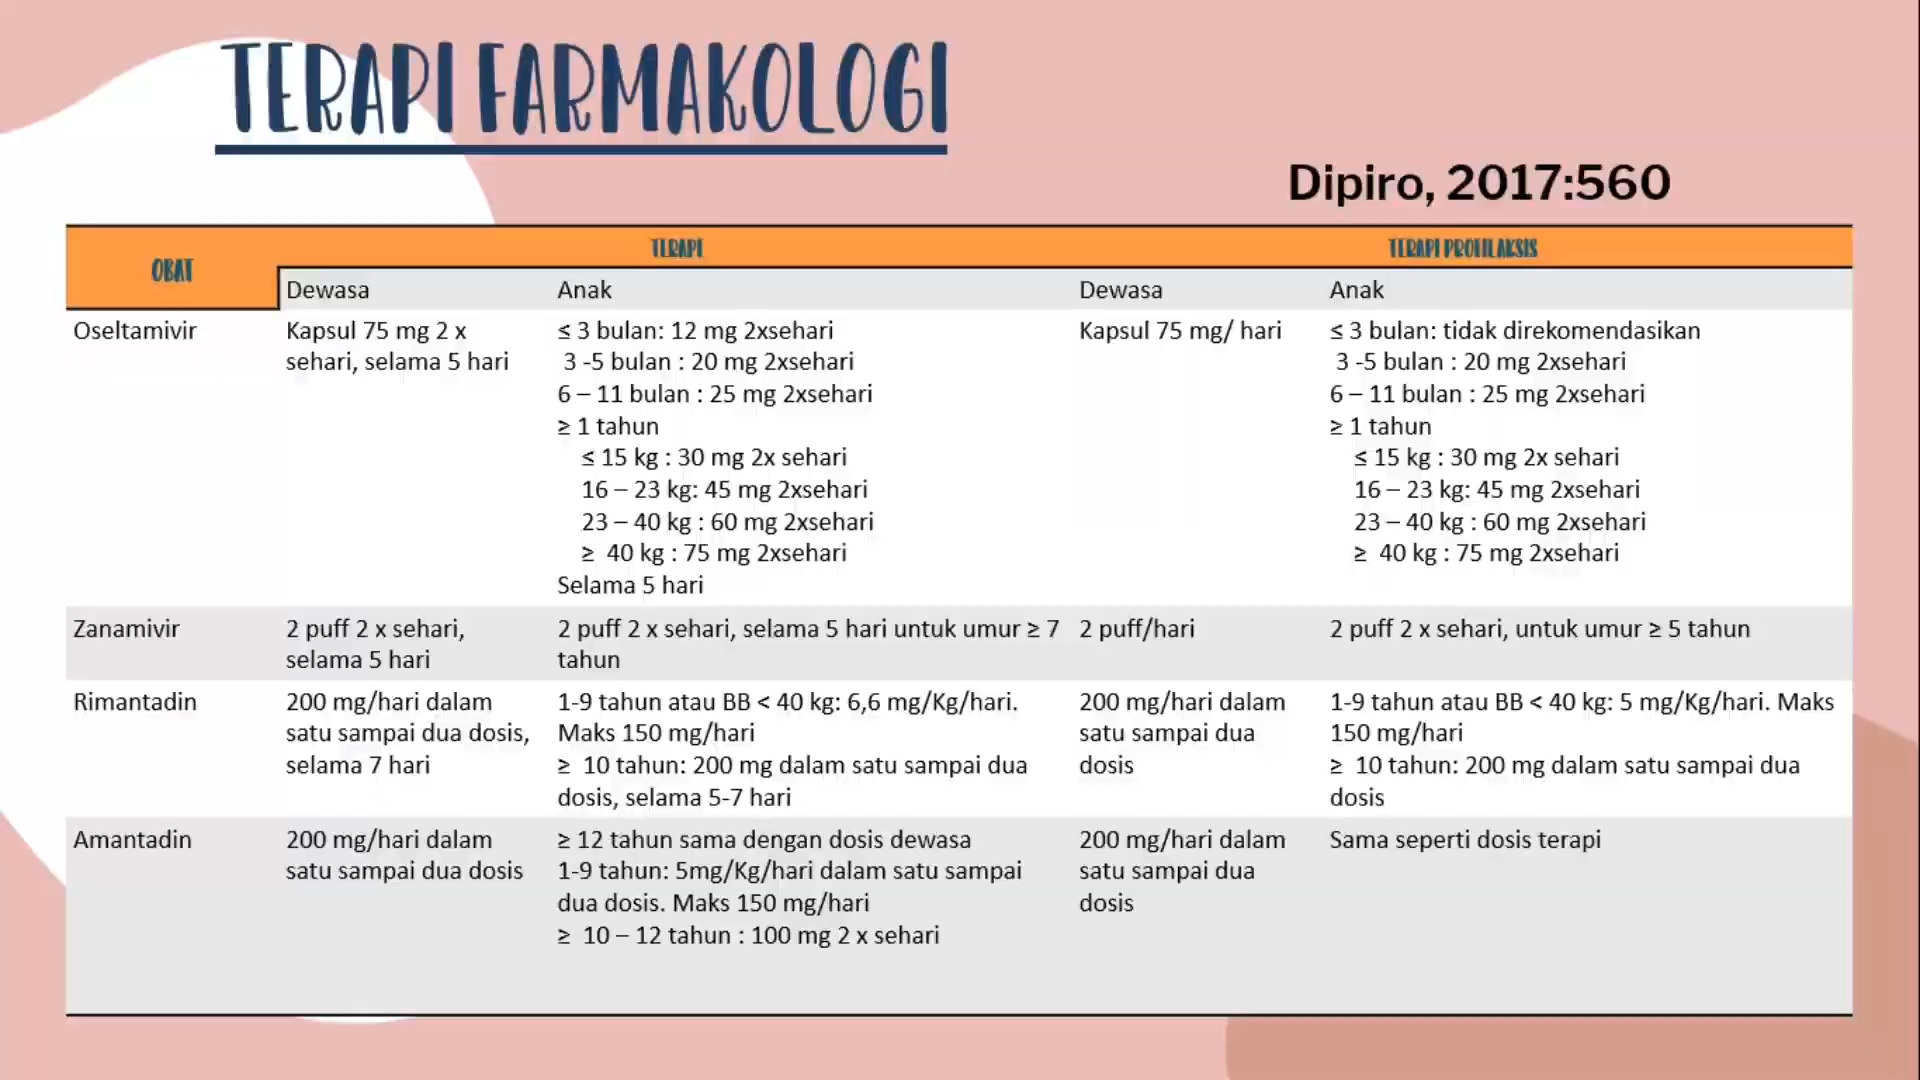 TERAPI FARMAKOLOGI
Dipiro, 2017:560
OBAT
TERAPI
TERAPI PROFILAKSIS
Dewasa
Anak
Dewasa
Anak
Oseltamivir
Kapsul 75 mg 2 x
sehari, selama 5 hari
≤ 3 bulan: 12 mg 2xsehari
3 -5 bulan : 20 mg 2xsehari
6 – 11 bulan : 25 mg 2xsehari
≥ 1 tahun
≤ 15 kg : 30 mg 2x sehari
16 – 23 kg: 45 mg 2xsehari
23 – 40 kg : 60 mg 2xsehari
≥ 40 kg : 75 mg 2xsehari
Selama 5 hari
Kapsul 75 mg/ hari
≤ 3 bulan: tidak direkomendasikan
3 -5 bulan : 20 mg 2xsehari
6 – 11 bulan : 25 mg 2xsehari
≥ 1 tahun
≤ 15 kg : 30 mg 2x sehari
16 – 23 kg: 45 mg 2xsehari
23 – 40 kg : 60 mg 2xsehari
≥ 40 kg : 75 mg 2xsehari
Zanamivir
2 puff 2 x sehari,
selama 5 hari
2 puff 2 x sehari, selama 5 hari untuk umur ≥ 7
tahun
2 puff/hari
2 puff 2 x sehari, untuk umur ≥ 5 tahun
Rimantadin
200 mg/hari dalam
satu sampai dua dosis,
selama 7 hari
1-9 tahun atau BB < 40 kg: 6,6 mg/Kg/hari.
Maks 150 mg/hari
≥ 10 tahun: 200 mg dalam satu sampai dua
dosis, selama 5-7 hari
200 mg/hari dalam
satu sampai dua
dosis
1-9 tahun atau BB < 40 kg: 5 mg/Kg/hari. Maks
150 mg/hari
≥ 10 tahun: 200 mg dalam satu sampai dua
dosis
Amantadin
200 mg/hari dalam
satu sampai dua dosis
≥ 12 tahun sama dengan dosis dewasa
1-9 tahun: 5mg/Kg/hari dalam satu sampai
dua dosis. Maks 150 mg/hari
≥ 10 – 12 tahun : 100 mg 2 x sehari
200 mg/hari dalam
satu sampai dua
dosis
Sama seperti dosis terapi